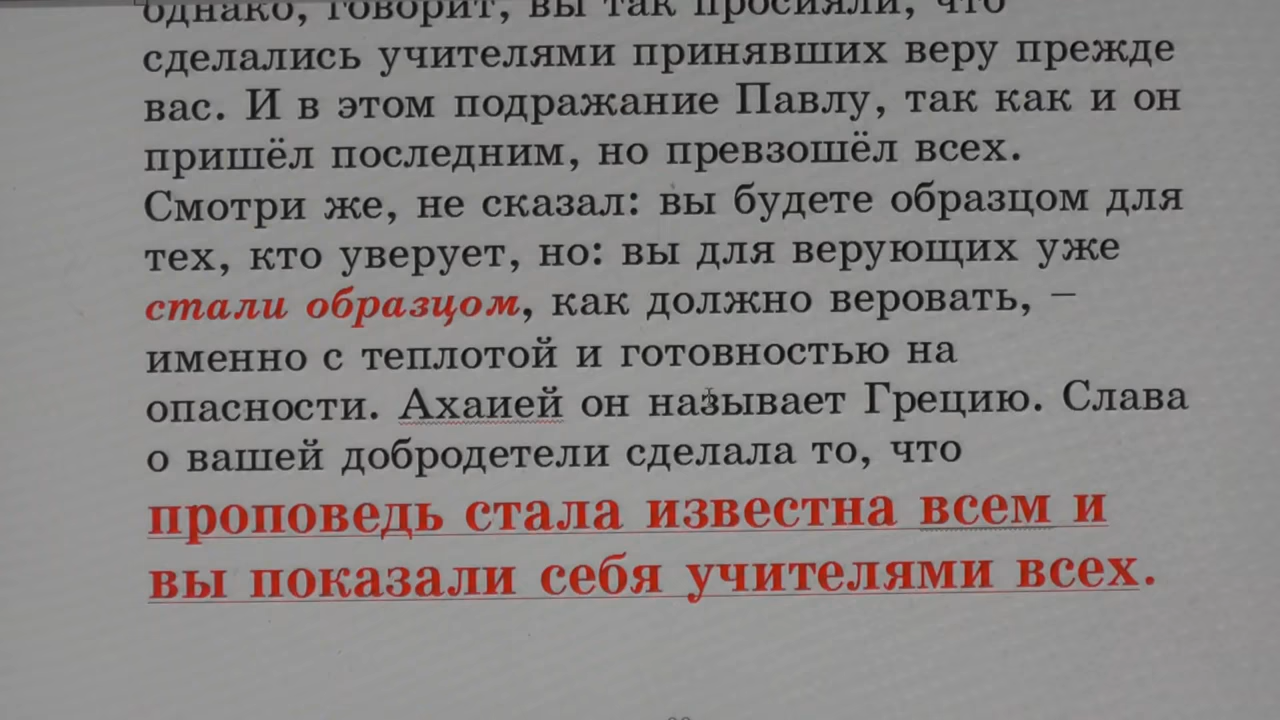 однако, говорит, вы так просияли, что
сделались учителями принявших веру прежде
вас. И в этом подражание Павлу, так как и он
пришёл последним, но превзошёл всех.
Смотри же, не сказал: вы будете образцом для
тех, кто уверует, но: вы для верующих уже
стали образцом, как должно веровать, –
именно с теплотой и готовностью на
опасности. Ахаией он называет Грецию. Слава
о вашей добродетели сделала то, что
проповедь стала известна всем и
вы показали себя учителями всех.